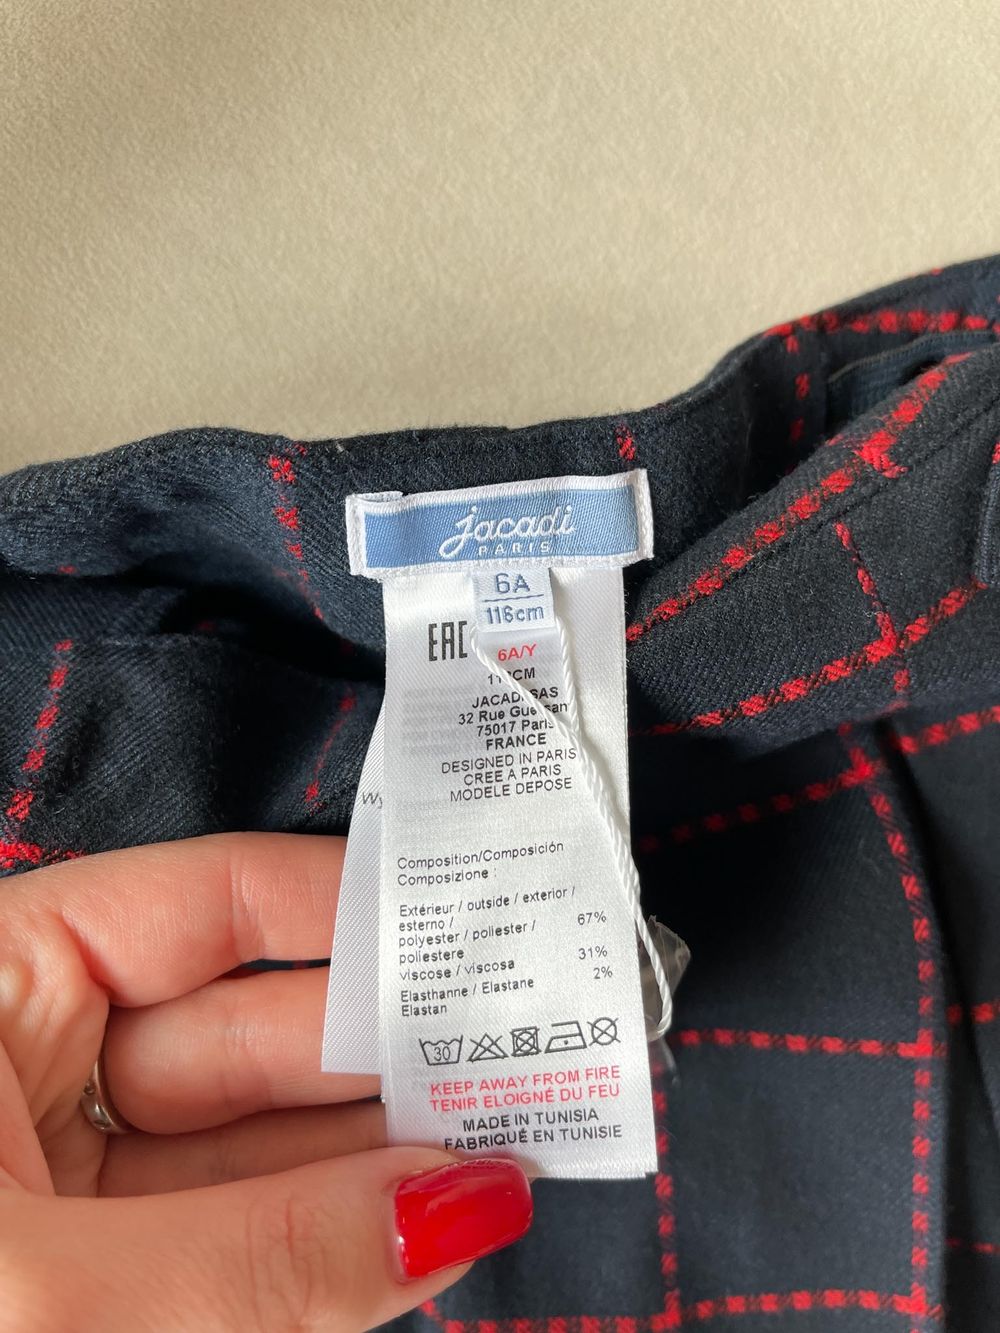 jacadi
PARIS
6A
116cm
EAC
6A/Y
JACADI SAS
32 Rue
75017 Paris
FRANCE
DESIGNED IN PARIS
CREE A PARIS
MODELE DEPOSE
Composition/Composición
Composizione :
Extérieur / outside / exterior /
esterno /
polyester / poliester / 67%
poliestere
viscose / viscosa 31%
Elasthanne / Elastane 2%
Elastan
30
KEEP AWAY FROM FIRE
TENIR ELOIGNÉ DU FEU
MADE IN TUNISIA
FABRIQUÉ EN TUNISIE